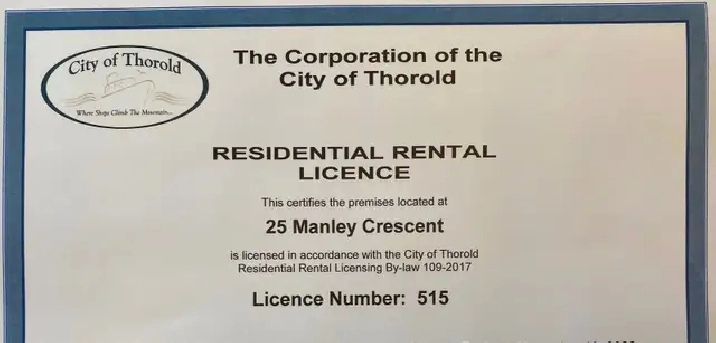 City of Thorold
Where Ships Climb The Mountain...
The Corporation of the
City of Thorold
RESIDENTIAL RENTAL
LICENCE
This certifies the premises located at
25 Manley Crescent
is licensed in accordance with the City of Thorold
Residential Rental Licensing By-law 109-2017
Licence Number: 515